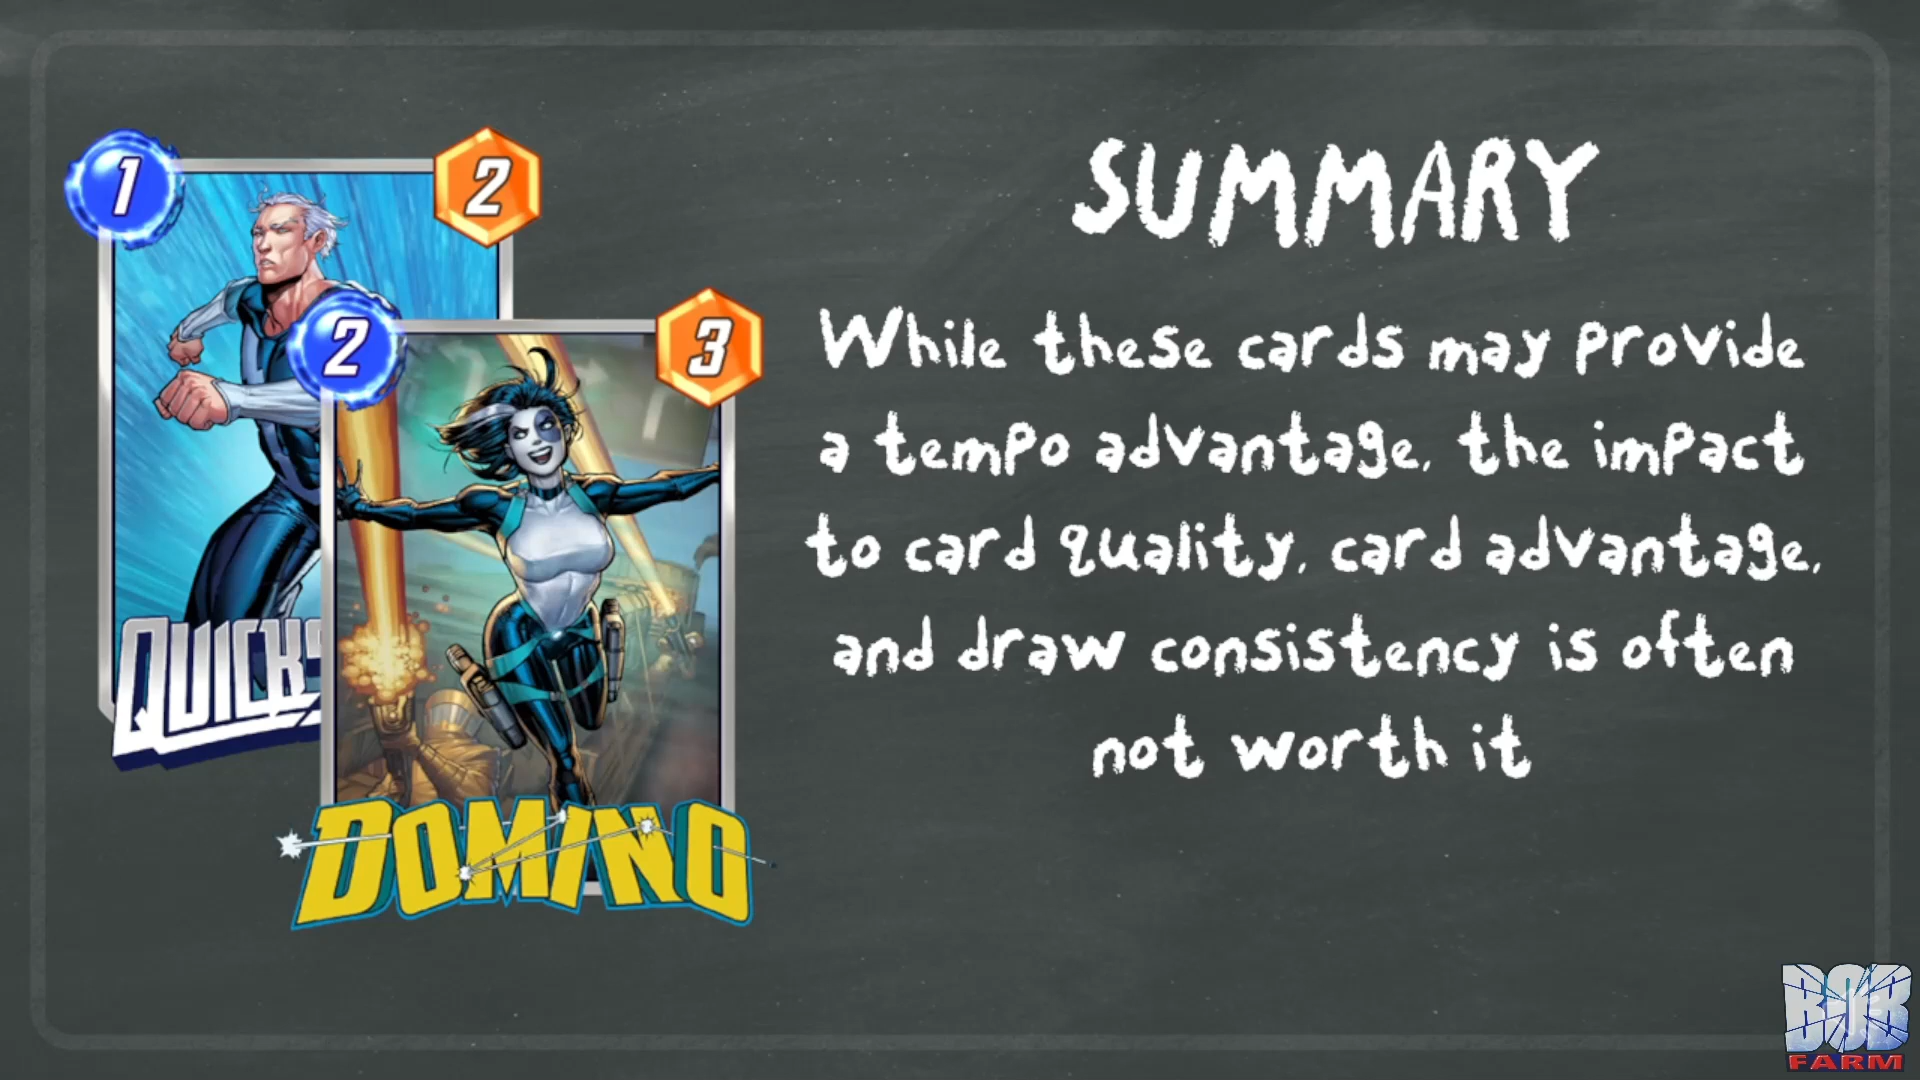 1
2
QUICKS
2
3
DOMINO
SUMMARY
While these cards may provide
a tempo advantage, the impact
to card quality, card advantage,
and draw consistency is often
not worth it
BOB
FARM